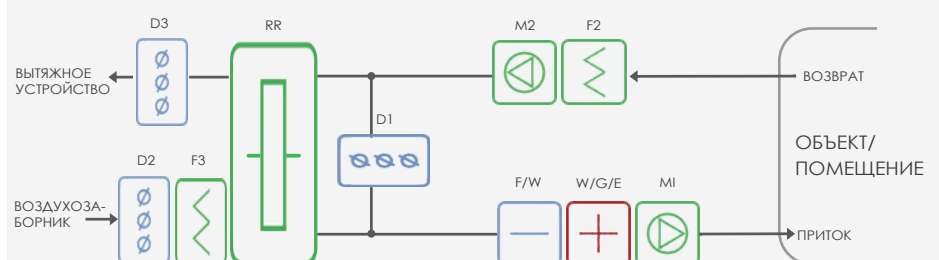 D3
RR
M2
F2
ВЫТЯЖНОЕ
УСТРОЙСТВО
ВОЗВРАТ
D1
ОБЪЕКТ/
ПОМЕЩЕНИЕ
D2
F3
F/W
W/G/E
MI
ВОЗДУХОЗА-
БОРНИК
ПРИТОК